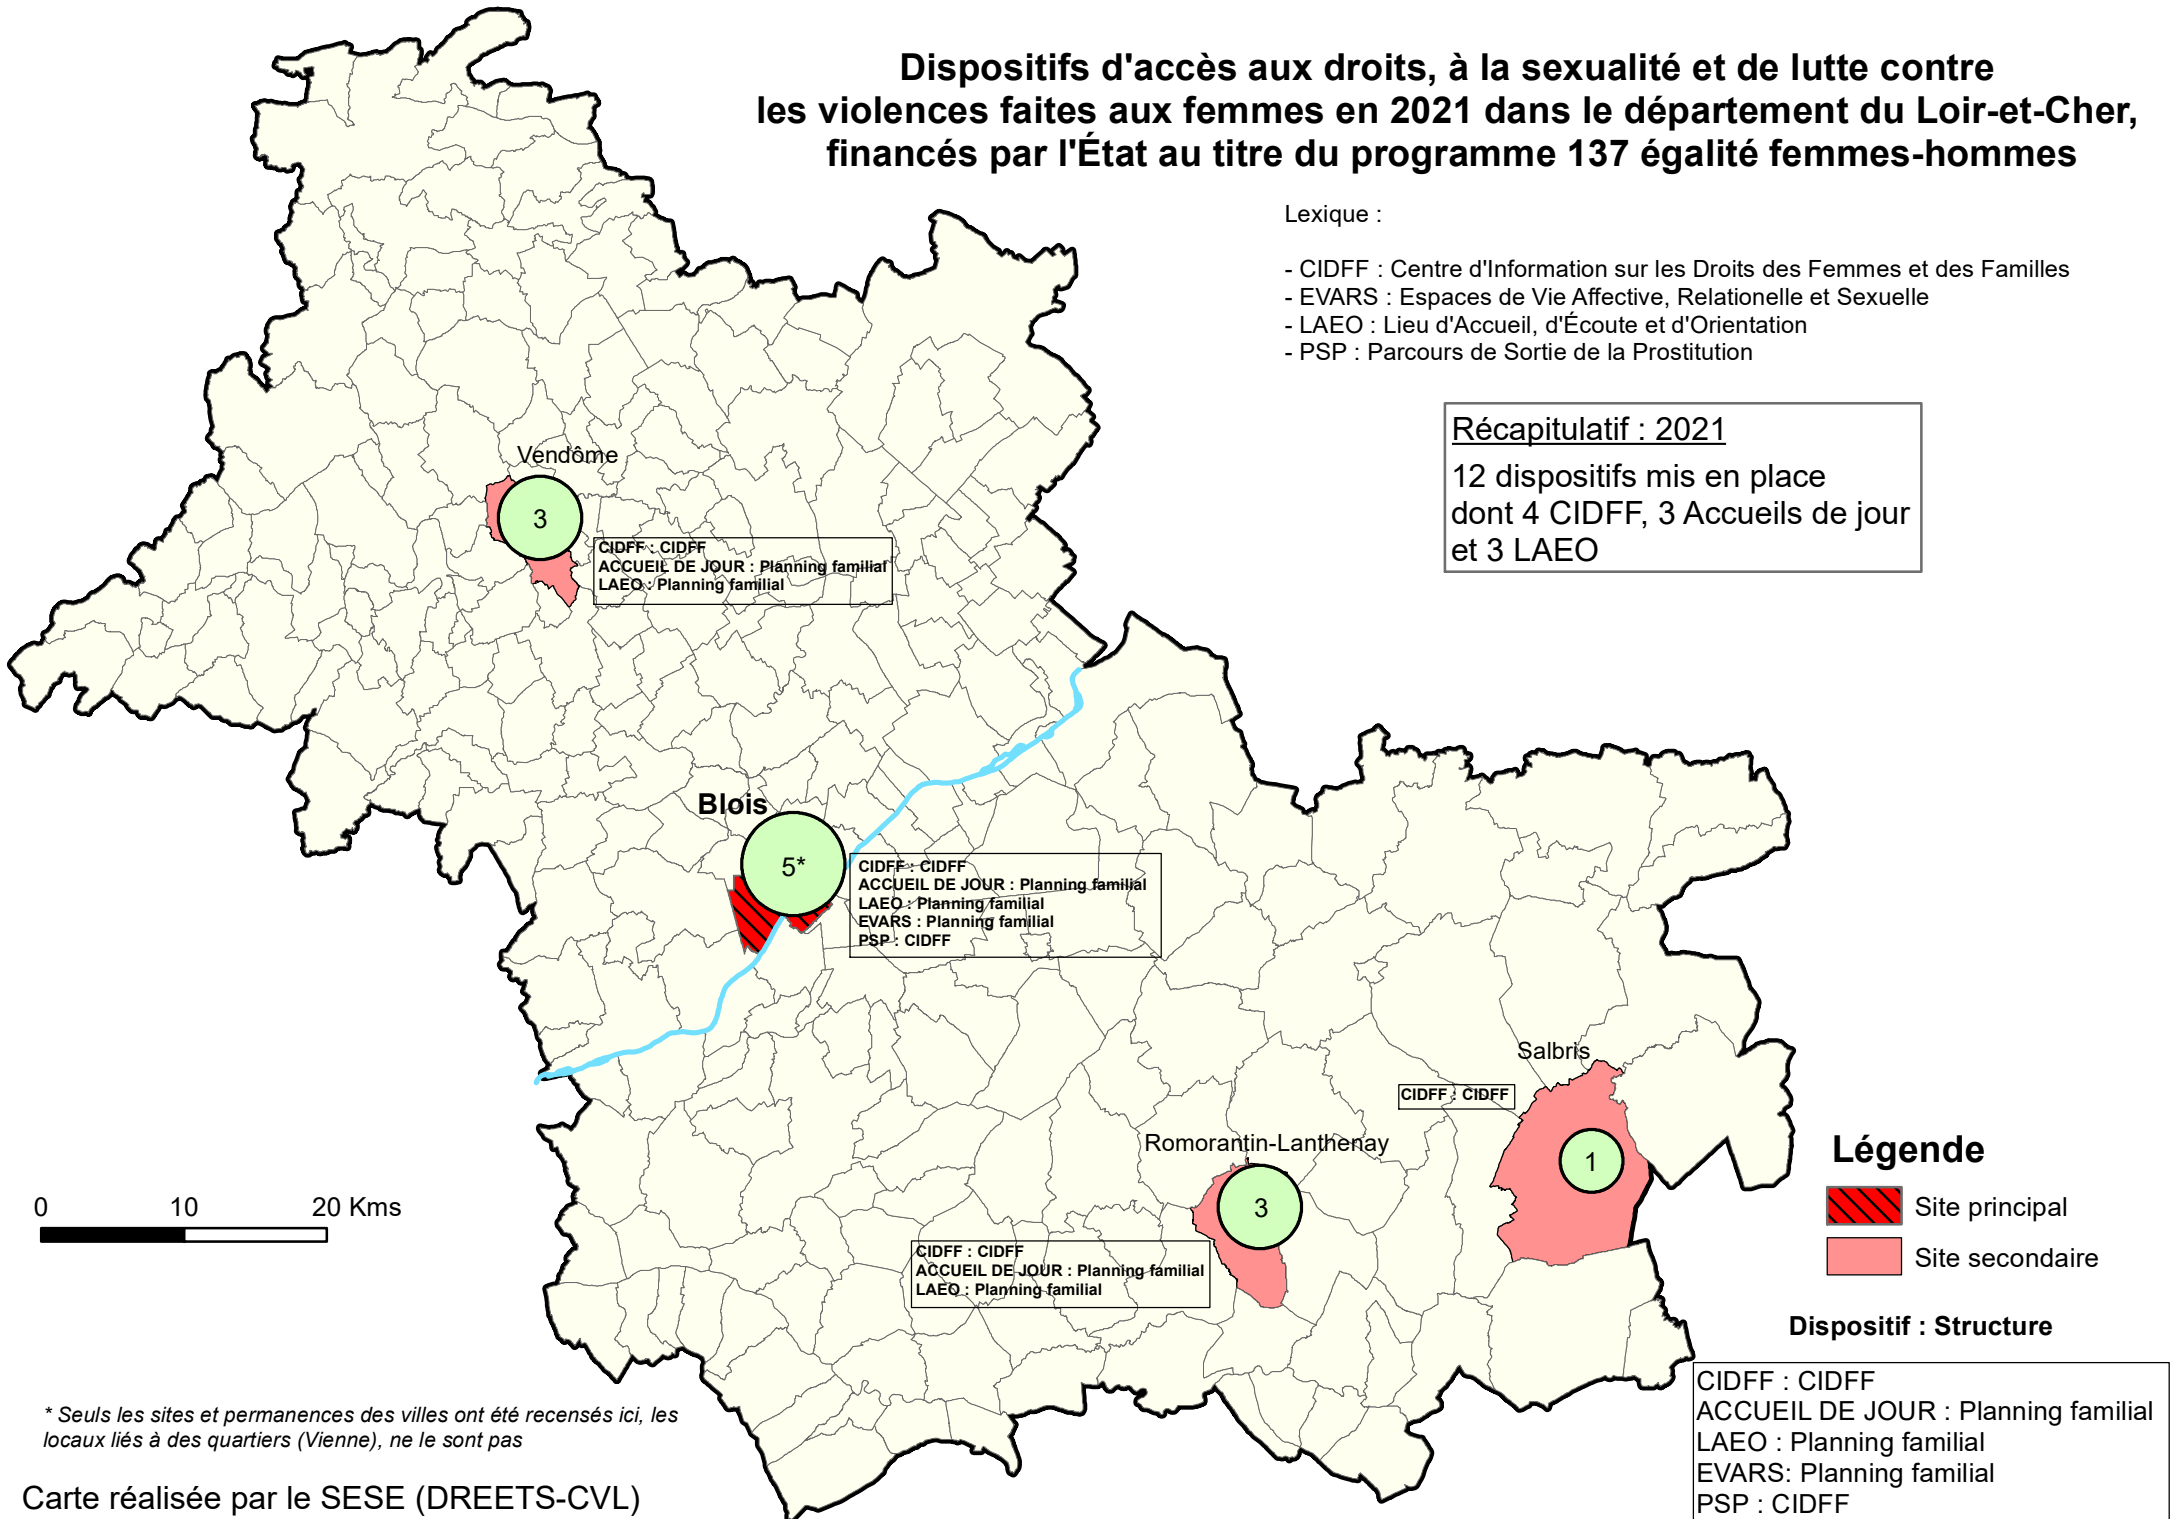 Dispositifs d'accès aux droits, à la sexualité et de lutte contre
les violences faites aux femmes en 2021 dans le département du Loir-et-Cher,
financés par l'État au titre du programme 137 égalité femmes-hommes
Lexique :
- CIDFF : Centre d'Information sur les Droits des Femmes et des Familles
- EVARS : Espaces de Vie Affective, Relationelle et Sexuelle
- LAEO : Lieu d'Accueil, d'Écoute et d'Orientation
- PSP : Parcours de Sortie de la Prostitution
Récapitulatif : 2021
12 dispositifs mis en place
dont 4 CIDFF, 3 Accueils de jour
et 3 LAEO
Vendôme
3
CIDFF : CIDFF
ACCUEIL DE JOUR : Planning familial
LAEO : Planning familial
Blois
5*
CIDFF : CIDFF
ACCUEIL DE JOUR : Planning familial
LAEO : Planning familial
EVARS : Planning familial
PSP : CIDFF
Salbris
CIDFF : CIDFF
1
Romorantin-Lanthenay
3
CIDFF : CIDFF
ACCUEIL DE JOUR : Planning familial
LAEO : Planning familial
0 10 20 Kms
Légende
Site principal
Site secondaire
Dispositif : Structure
CIDFF : CIDFF
ACCUEIL DE JOUR : Planning familial
LAEO : Planning familial
EVARS: Planning familial
PSP : CIDFF
* Seuls les sites et permanences des villes ont été recensés ici, les
locaux liés à des quartiers (Vienne), ne le sont pas
Carte réalisée par le SESE (DREETS-CVL)